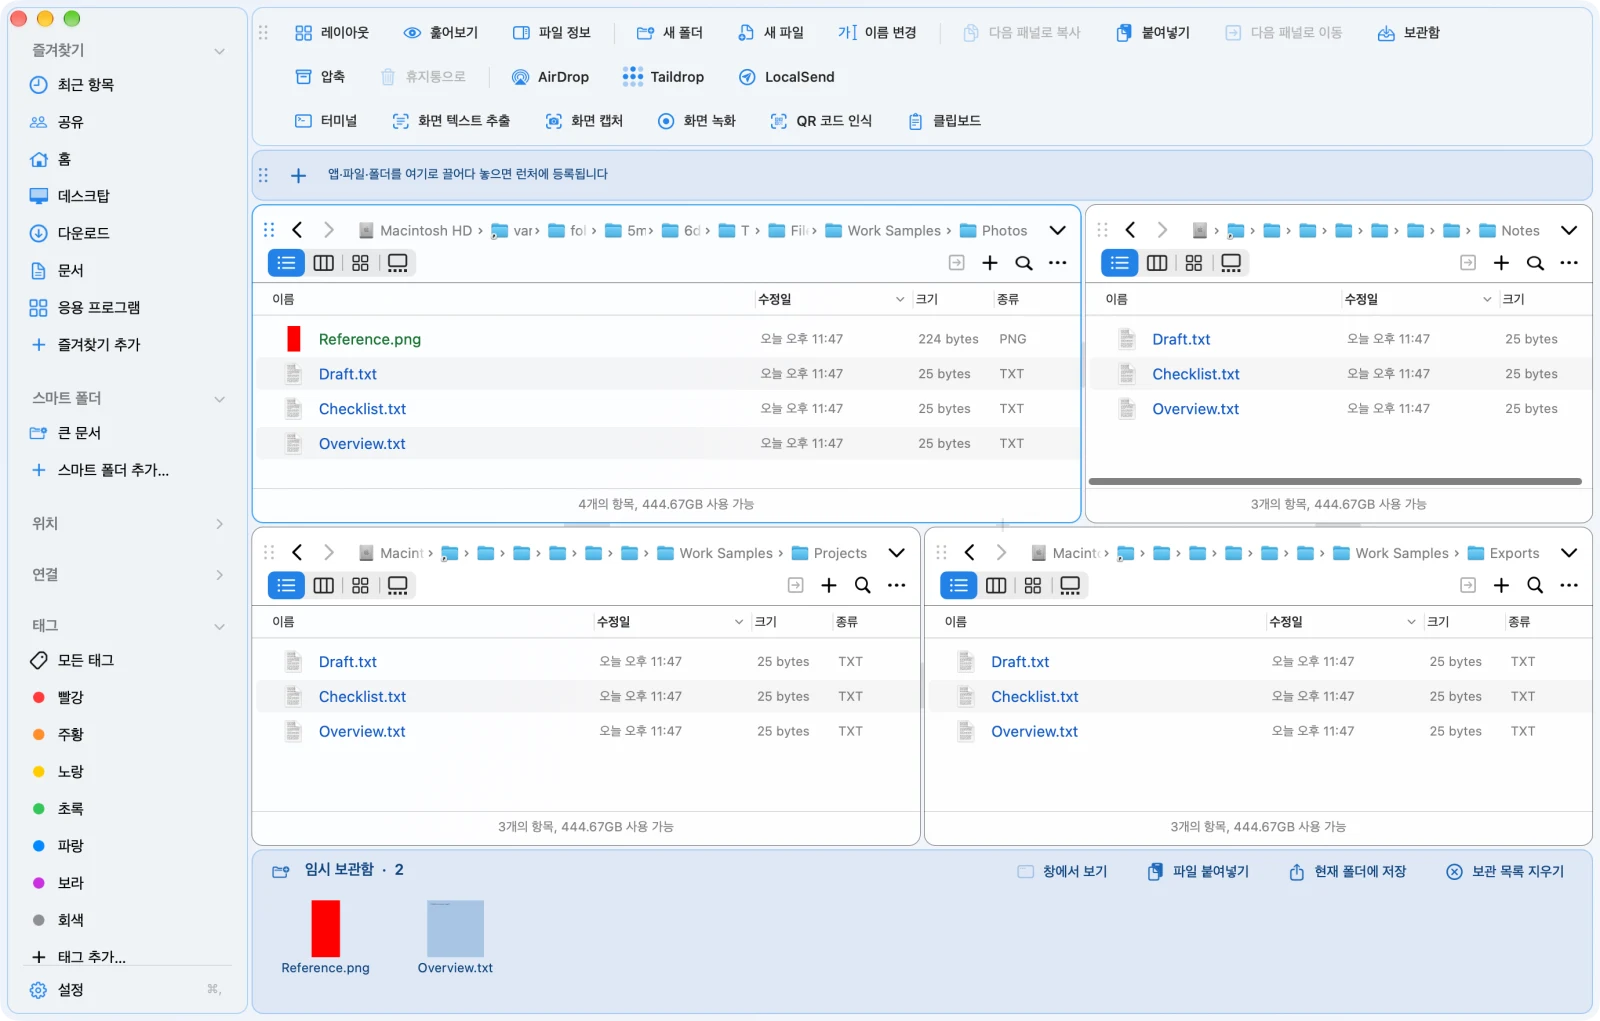 즐겨찾기
최근 항목
공유
홈
데스크탑
다운로드
문서
응용 프로그램
즐겨찾기 추가
스마트 폴더
큰 문서
스마트 폴더 추가...
위치
연결
태그
모든 태그
빨강
주황
노랑
초록
파랑
보라
회색
태그 추가...
설정 ⌘,
레이아웃 훑어보기 파일 정보 새 폴더 새 파일 가 이름 변경 다음 패널로 복사 붙여넣기 다음 패널로 이동 보관함
압축 휴지통으로 AirDrop Taildrop LocalSend
터미널 화면 텍스트 추출 화면 캡처 화면 녹화 QR 코드 인식 클립보드
앱·파일·폴더를 여기로 끌어다 놓으면 런처에 등록됩니다
Macintosh HD › var › fol › 5m › 6d › T › Fil › Work Samples › Photos
이름 수정일 크기 종류
Reference.png 오늘 오후 11:47 224 bytes PNG
Draft.txt 오늘 오후 11:47 25 bytes TXT
Checklist.txt 오늘 오후 11:47 25 bytes TXT
Overview.txt 오늘 오후 11:47 25 bytes TXT
4개의 항목, 444.67GB 사용 가능
Notes
이름 수정일 크기
Draft.txt 오늘 오후 11:47 25 bytes
Checklist.txt 오늘 오후 11:47 25 bytes
Overview.txt 오늘 오후 11:47 25 bytes
3개의 항목, 444.67GB 사용 가능
Macint › Work Samples › Projects
이름 수정일 크기 종류
Draft.txt 오늘 오후 11:47 25 bytes TXT
Checklist.txt 오늘 오후 11:47 25 bytes TXT
Overview.txt 오늘 오후 11:47 25 bytes TXT
3개의 항목, 444.67GB 사용 가능
Macint › Work Samples › Exports
이름 수정일 크기 종류
Draft.txt 오늘 오후 11:47 25 bytes TXT
Checklist.txt 오늘 오후 11:47 25 bytes TXT
Overview.txt 오늘 오후 11:47 25 bytes TXT
3개의 항목, 444.67GB 사용 가능
임시 보관함 · 2 창에서 보기 파일 붙여넣기 현재 폴더에 저장 보관 목록 지우기
Reference.png Overview.txt